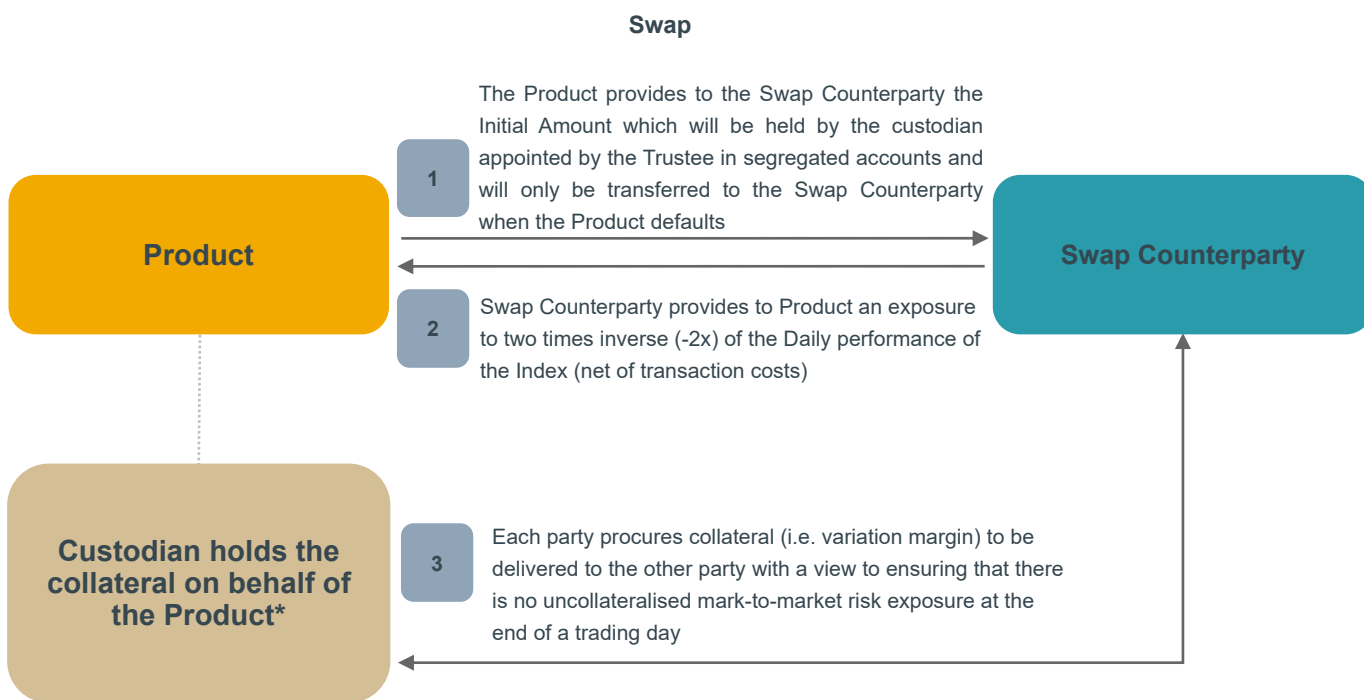 Swap
The Product provides to the Swap Counterparty the
Initial Amount which will be held by the custodian
appointed by the Trustee in segregated accounts and
will only be transferred to the Swap Counterparty
when the Product defaults
1
Product
Swap Counterparty
2
Swap Counterparty provides to Product an exposure
to two times inverse (-2x) of the Daily performance of
the Index (net of transaction costs)
Custodian holds the
collateral on behalf of
the Product*
3
Each party procures collateral (i.e. variation margin) to be
delivered to the other party with a view to ensuring that there
is no uncollateralised mark-to-market risk exposure at the
end of a trading day